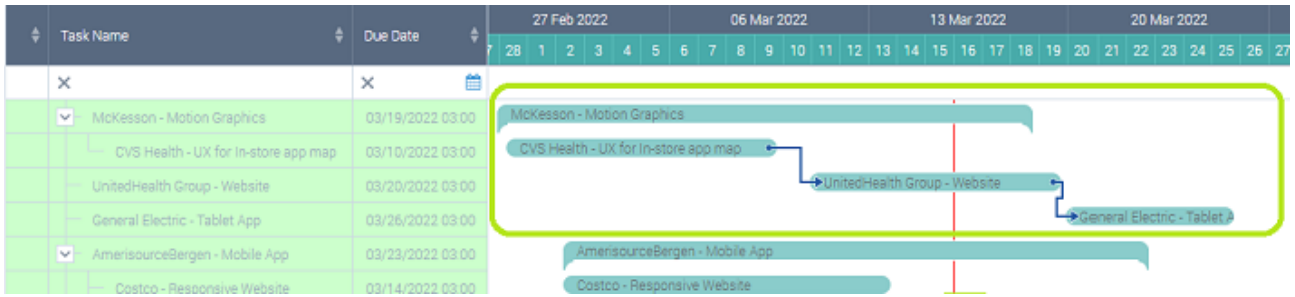 27 Feb 2022 06 Mar 2022 13 Mar 2022 20 Mar 2022
Task Name Due Date
28 1 2 3 4 5 6 7 8 9 10 11 12 13 14 15 16 17 18 19 20 21 22 23 24 25 26 27
McKesson - Motion Graphics 03/19/2022 03:00 McKesson - Motion Graphics
CVS Health - UX for In-store app map 03/10/2022 03:00 CVS Health - UX for In-store app map
UnitedHealth Group - Website 03/20/2022 03:00 UnitedHealth Group - Website
General Electric - Tablet App 03/26/2022 03:00 General Electric - Tablet A
AmerisourceBergen - Mobile App 03/23/2022 03:00 AmerisourceBergen - Mobile App
Costco - Responsive Website 03/14/2022 03:00 Costco - Responsive Website